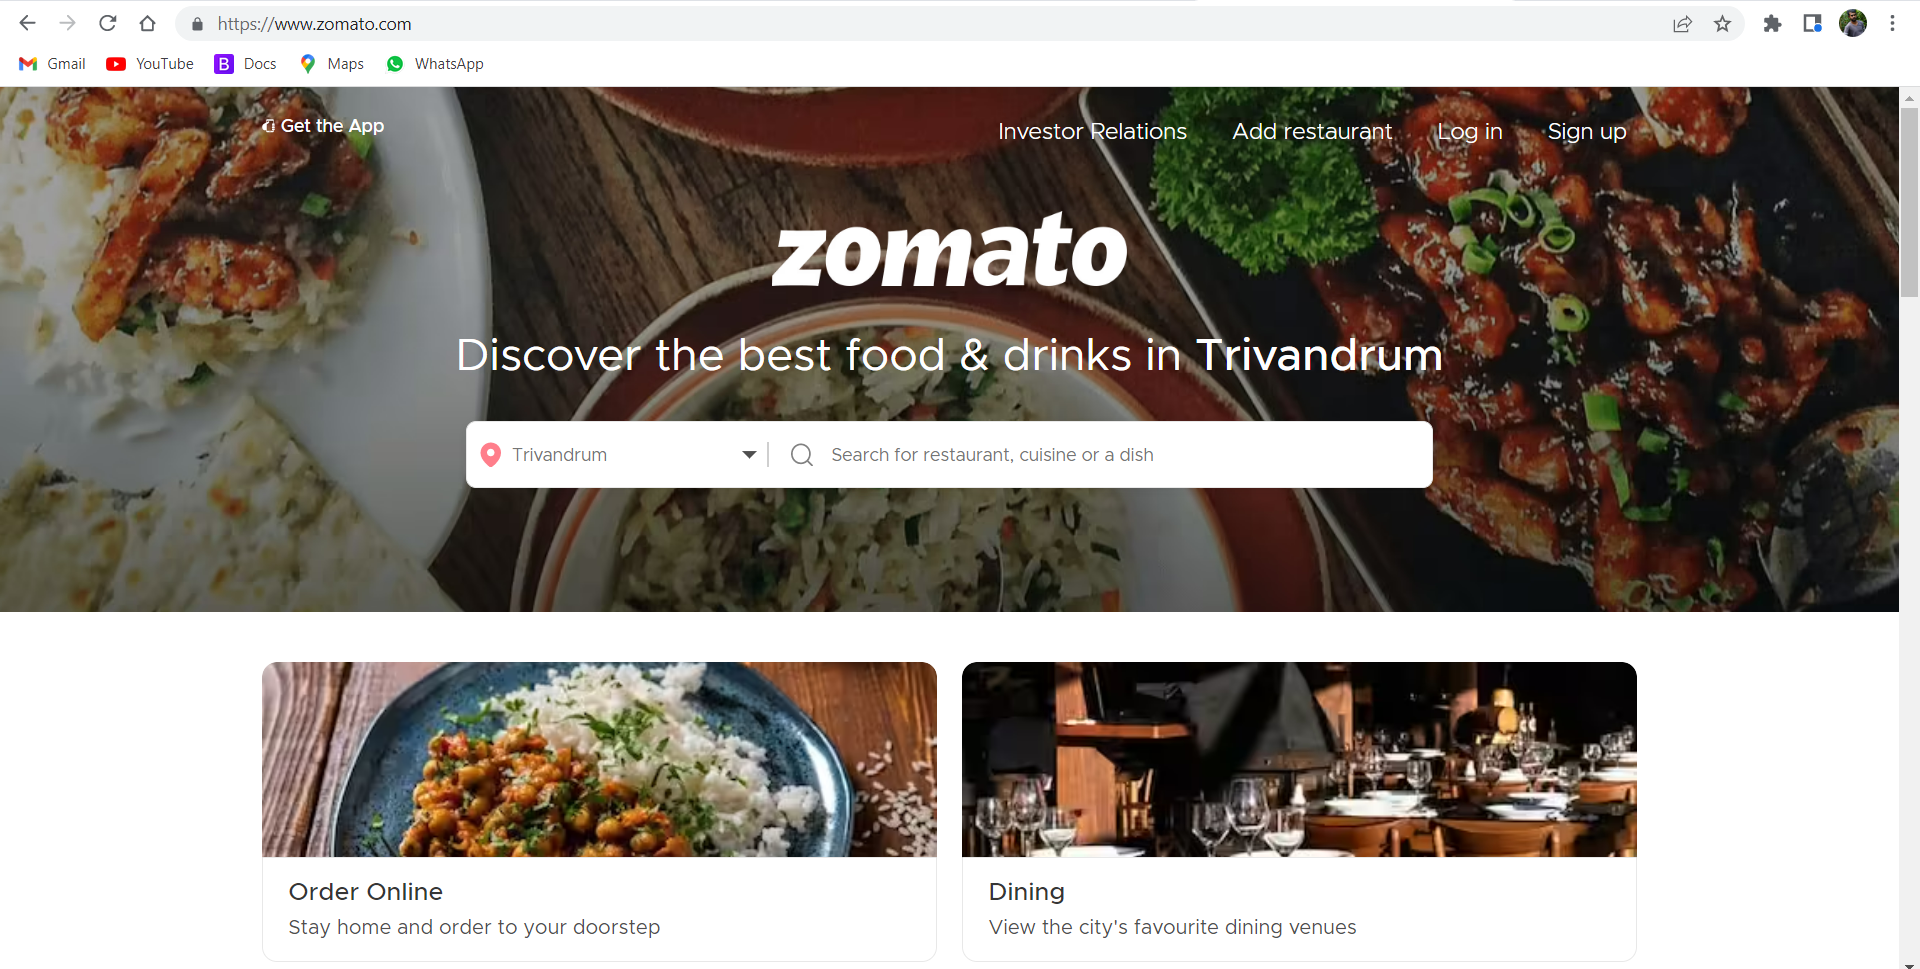 https://www.zomato.com
Gmail YouTube B Docs Maps WhatsApp
Get the App Investor Relations Add restaurant Log in Sign up
zomato
Discover the best food & drinks in Trivandrum
Trivandrum Search for restaurant, cuisine or a dish
Order Online
Stay home and order to your doorstep
Dining
View the city's favourite dining venues